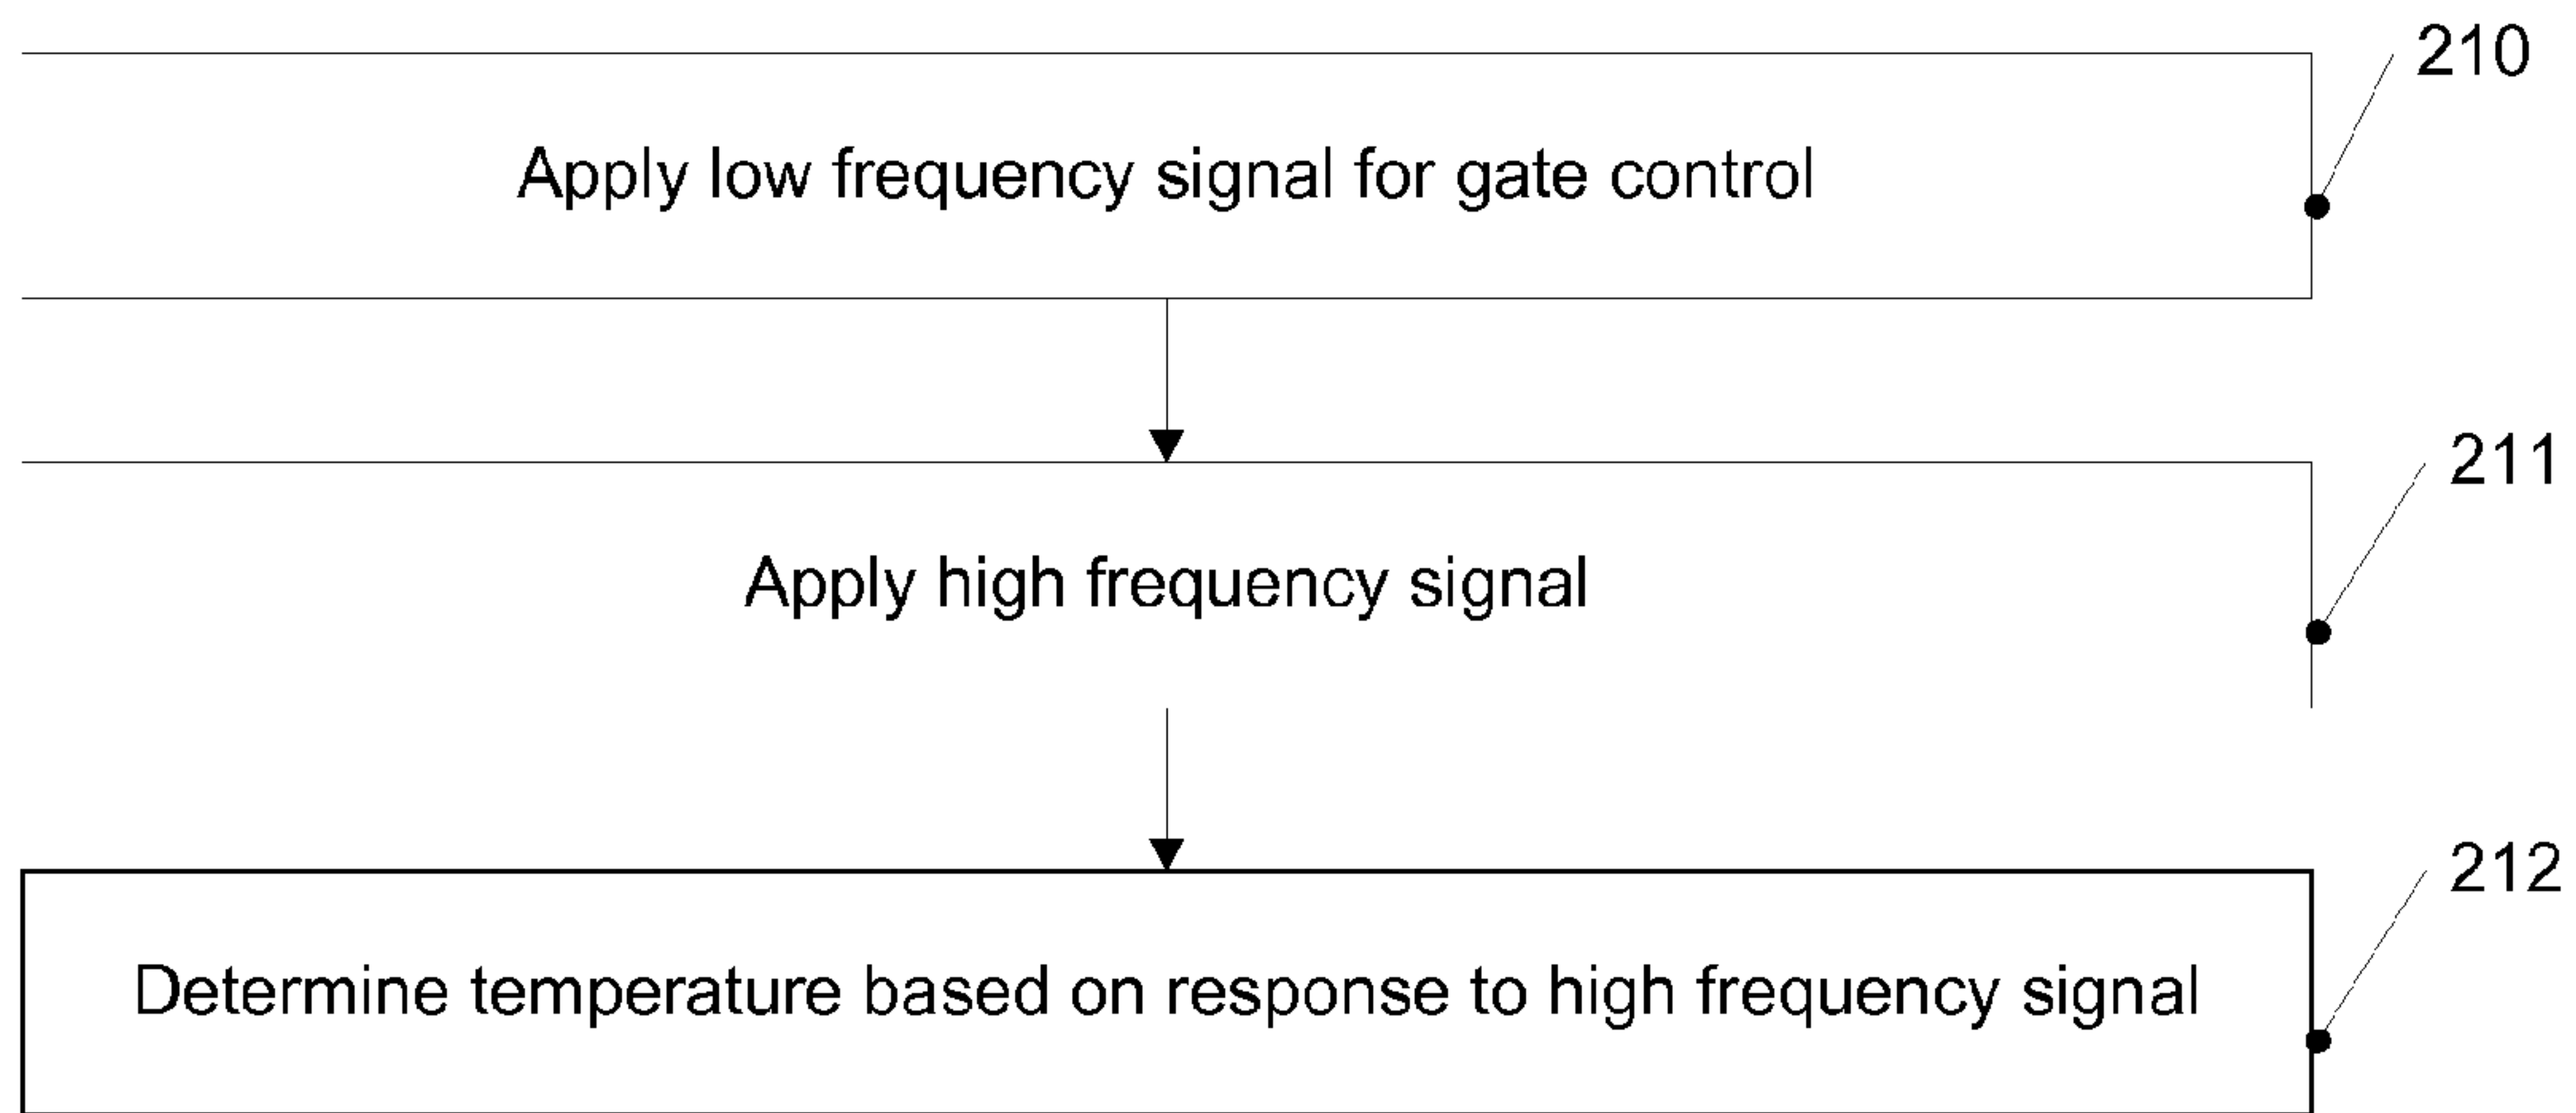 210
Apply low frequency signal for gate control
211
Apply high frequency signal
212
Determine temperature based on response to high frequency signal